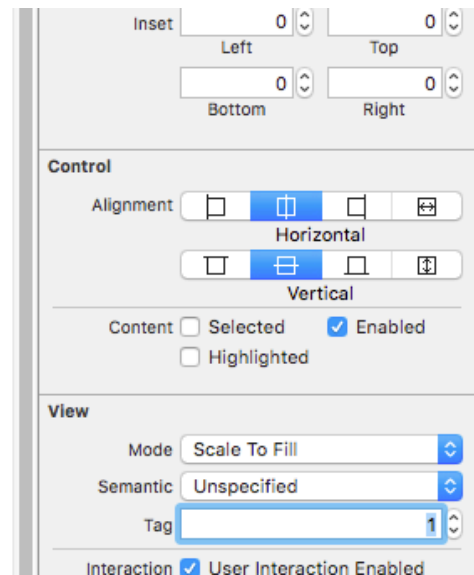 Inset 0 0
Left Top
0 0
Bottom Right
Control
Alignment
Horizontal
Vertical
Content Selected Enabled
Highlighted
View
Mode Scale To Fill
Semantic Unspecified
Tag 1
Interaction User Interaction Enabled